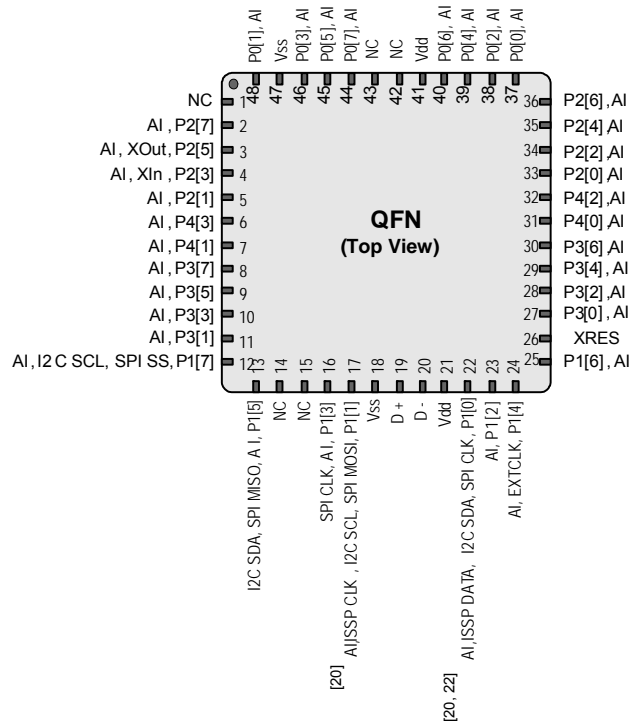 P0[1], AI
Vss
P0[3], AI
P0[5], AI
P0[7], AI
NC
NC
Vdd
P0[6], AI
P0[4], AI
P0[2], AI
P0[0], AI
48
47
46
45
44
43
42
41
40
39
38
37
NC 1
AI , P2[7] 2
AI , XOut, P2[5] 3
AI , XIn , P2[3] 4
AI , P2[1] 5
AI , P4[3] 6
AI , P4[1] 7
AI , P3[7] 8
AI , P3[5] 9
AI , P3[3] 10
AI , P3[1] 11
AI , I2 C SCL, SPI SS, P1[7] 12
QFN
(Top View)
36 P2[6] ,AI
35 P2[4] ,AI
34 P2[2] ,AI
33 P2[0] ,AI
32 P4[2] ,AI
31 P4[0] ,AI
30 P3[6] ,AI
29 P3[4] , AI
28 P3[2] ,AI
27 P3[0] , AI
26 XRES
25 P1[6] , AI
13
14
15
16
17
18
19
20
21
22
23
24
I2C SDA, SPI MISO, A I, P1[5]
NC
NC
SPI CLK, A I, P1[3]
AI,ISSP CLK , I2C SCL, SPI MOSI, P1[1]
Vss
D +
D -
Vdd
AI,ISSP DATA, I2C SDA, SPI CLK, P1[0]
AI, P1[2]
AI, EXTCLK, P1[4]
[20]
[20, 22]